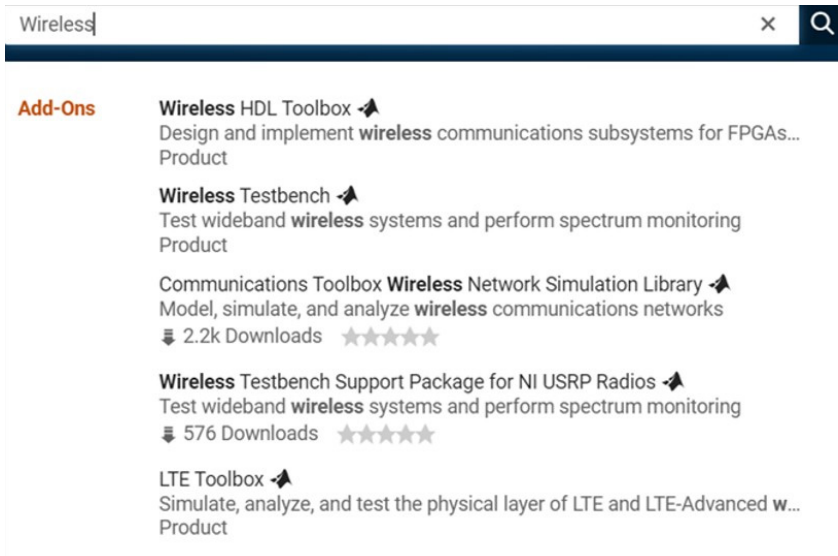 Wireless
Add-Ons
Wireless HDL Toolbox
Design and implement wireless communications subsystems for FPGAs...
Product
Wireless Testbench
Test wideband wireless systems and perform spectrum monitoring
Product
Communications Toolbox Wireless Network Simulation Library
Model, simulate, and analyze wireless communications networks
2.2k Downloads
Wireless Testbench Support Package for NI USRP Radios
Test wideband wireless systems and perform spectrum monitoring
576 Downloads
LTE Toolbox
Simulate, analyze, and test the physical layer of LTE and LTE-Advanced w...
Product